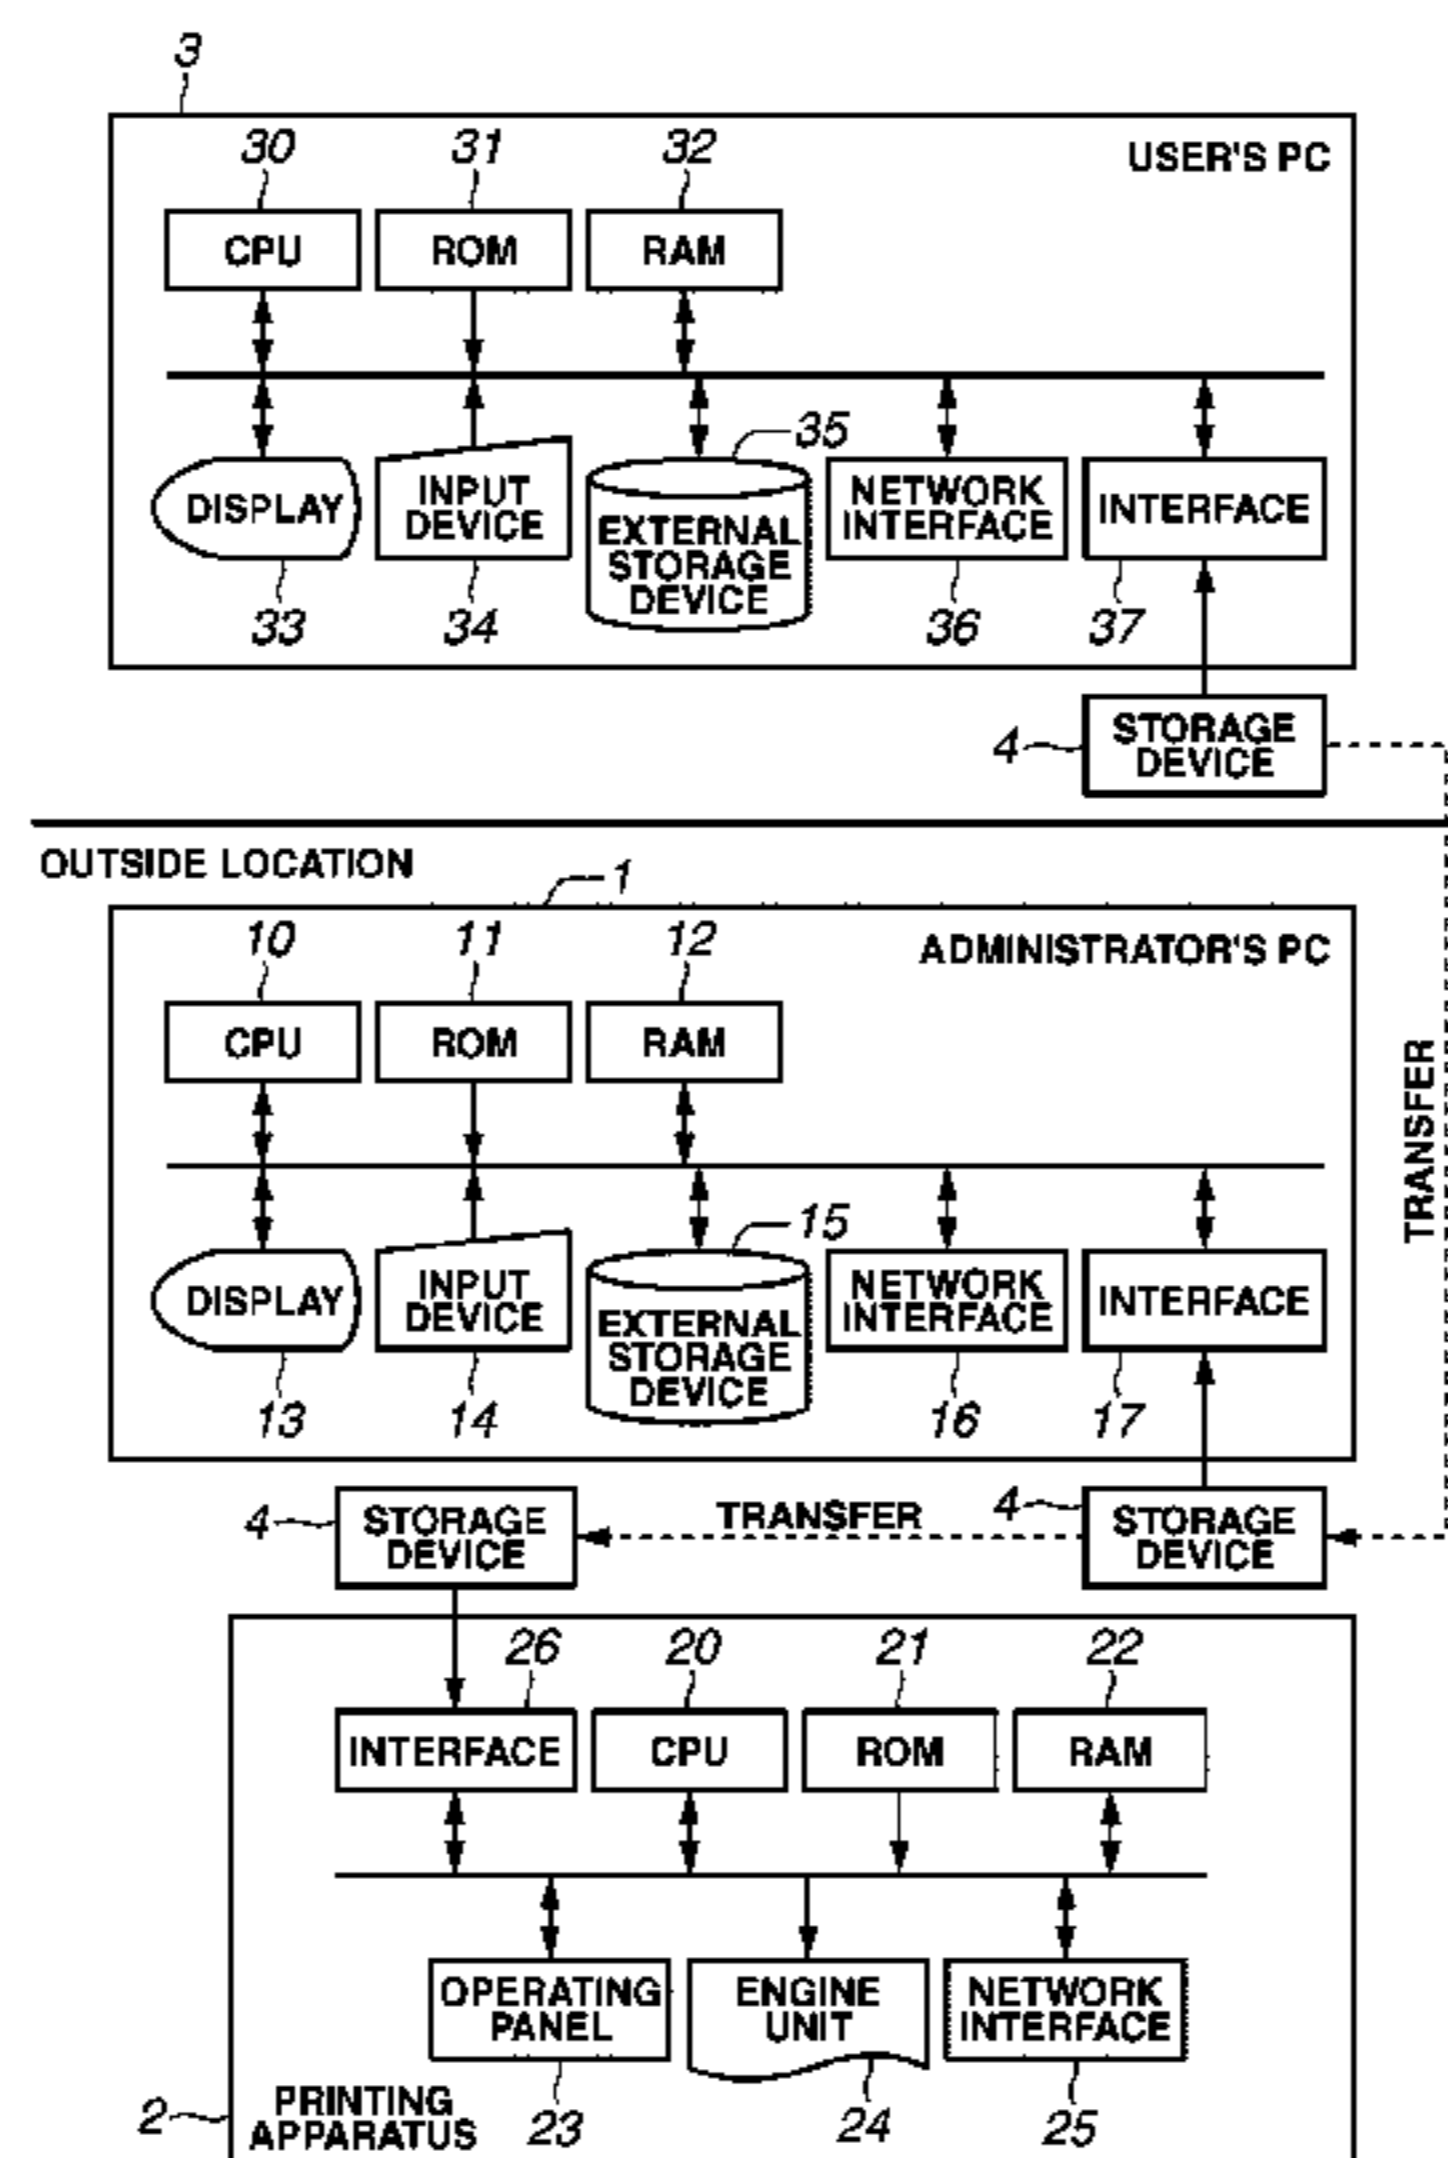 3
30 31 32
USER'S PC
CPU ROM RAM
35
DISPLAY
INPUT
DEVICE
EXTERNAL
STORAGE
DEVICE
NETWORK
INTERFACE
INTERFACE
33 34 36 37
4
STORAGE
DEVICE
OUTSIDE LOCATION
1
10 11 12
ADMINISTRATOR'S PC
CPU ROM RAM
TRANSFER
15
DISPLAY
INPUT
DEVICE
EXTERNAL
STORAGE
DEVICE
NETWORK
INTERFACE
INTERFACE
13 14 16 17
4
STORAGE
DEVICE
TRANSFER
4
STORAGE
DEVICE
26 20 21 22
INTERFACE CPU ROM RAM
OPERATING
PANEL
ENGINE
UNIT
NETWORK
INTERFACE
2
PRINTING
APPARATUS
23 24 25